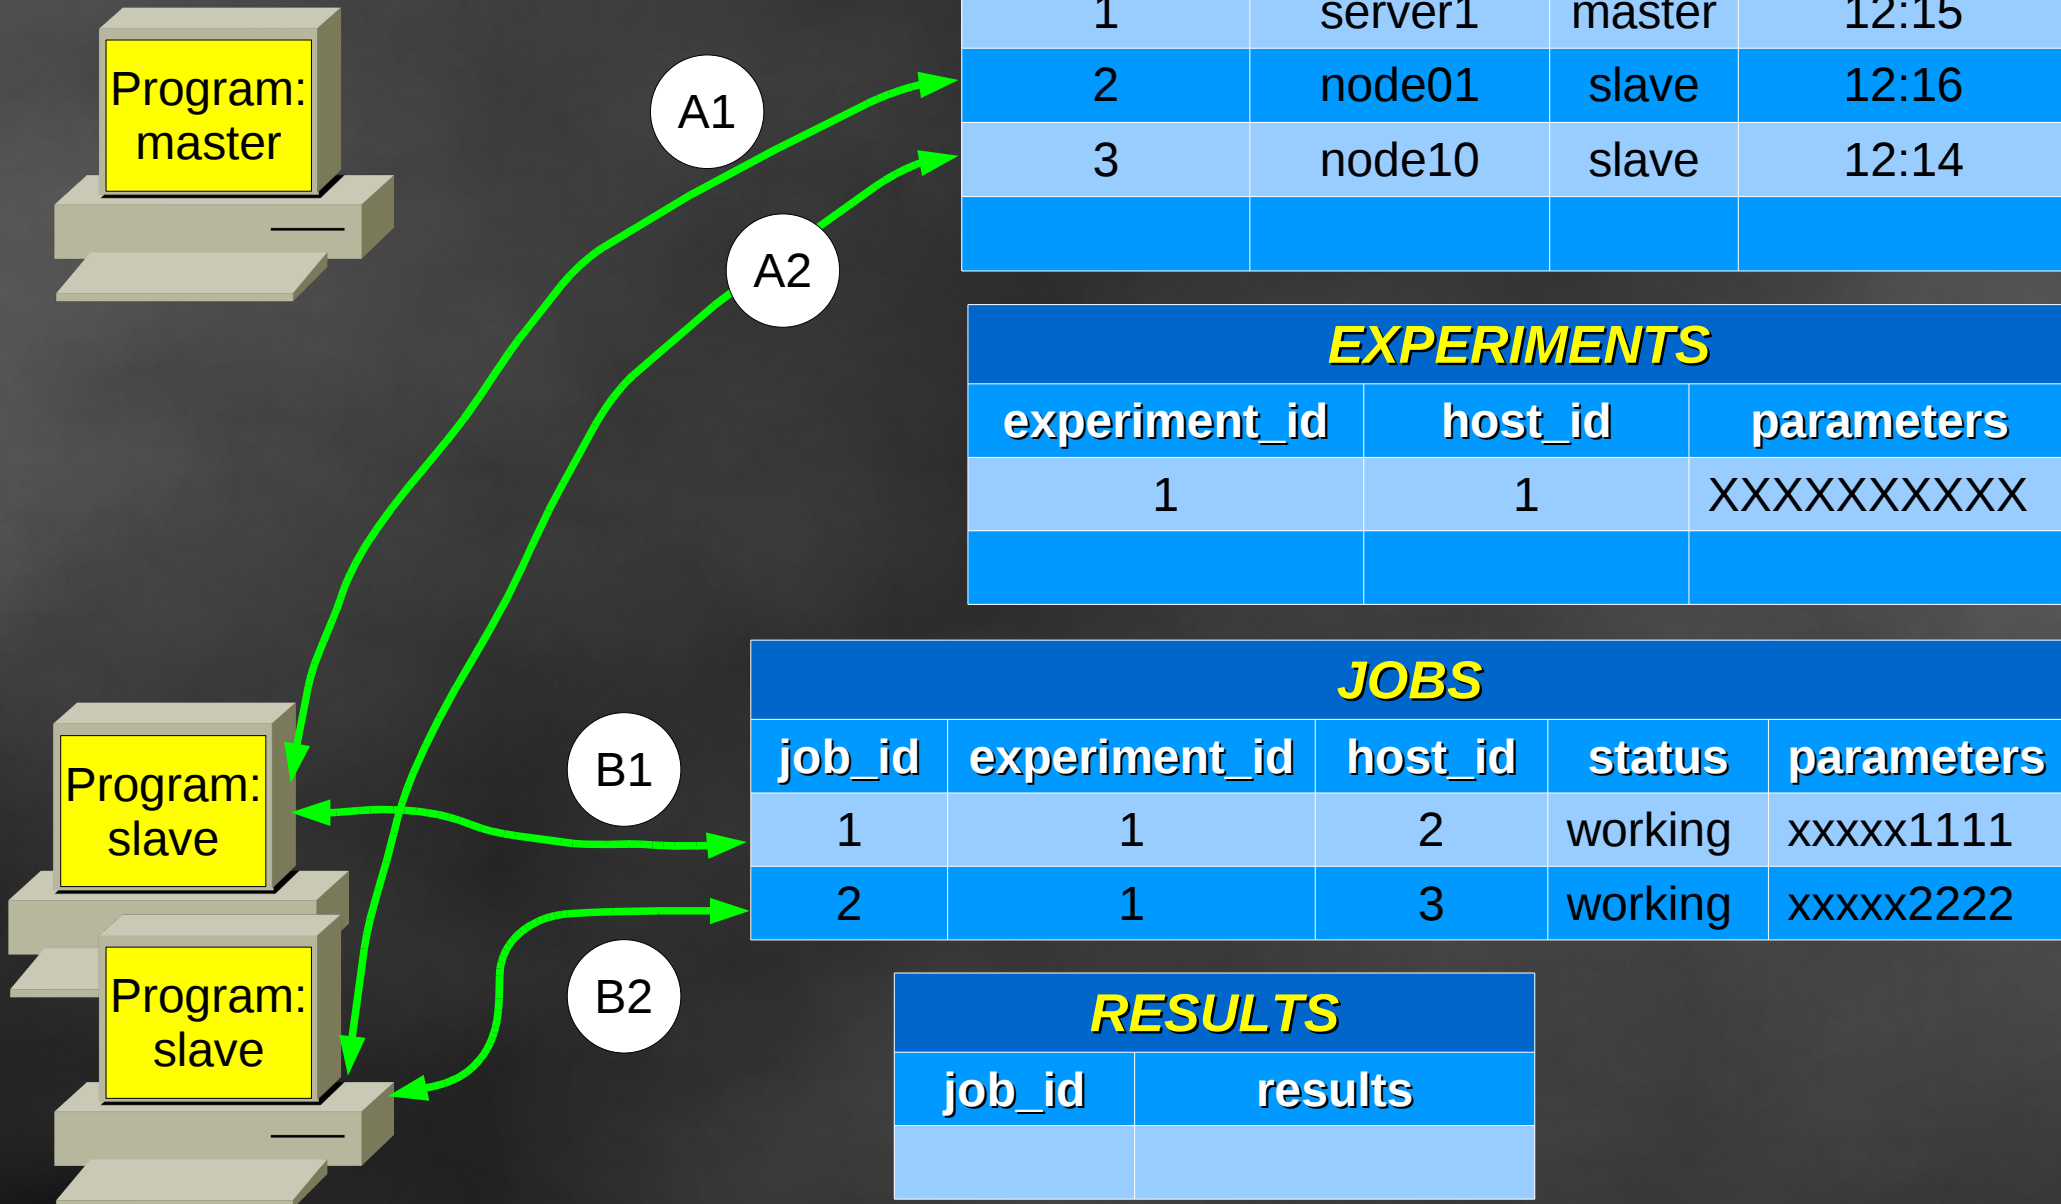 Program:
master
A1
A2
1 server1 master 12:15
2 node01 slave 12:16
3 node10 slave 12:14
EXPERIMENTS
experiment_id host_id parameters
1 1 XXXXXXXXXX
Program:
slave
Program:
slave
B1
B2
JOBS
job_id experiment_id host_id status parameters
1 1 2 working xxxxx1111
2 1 3 working xxxxx2222
RESULTS
job_id results